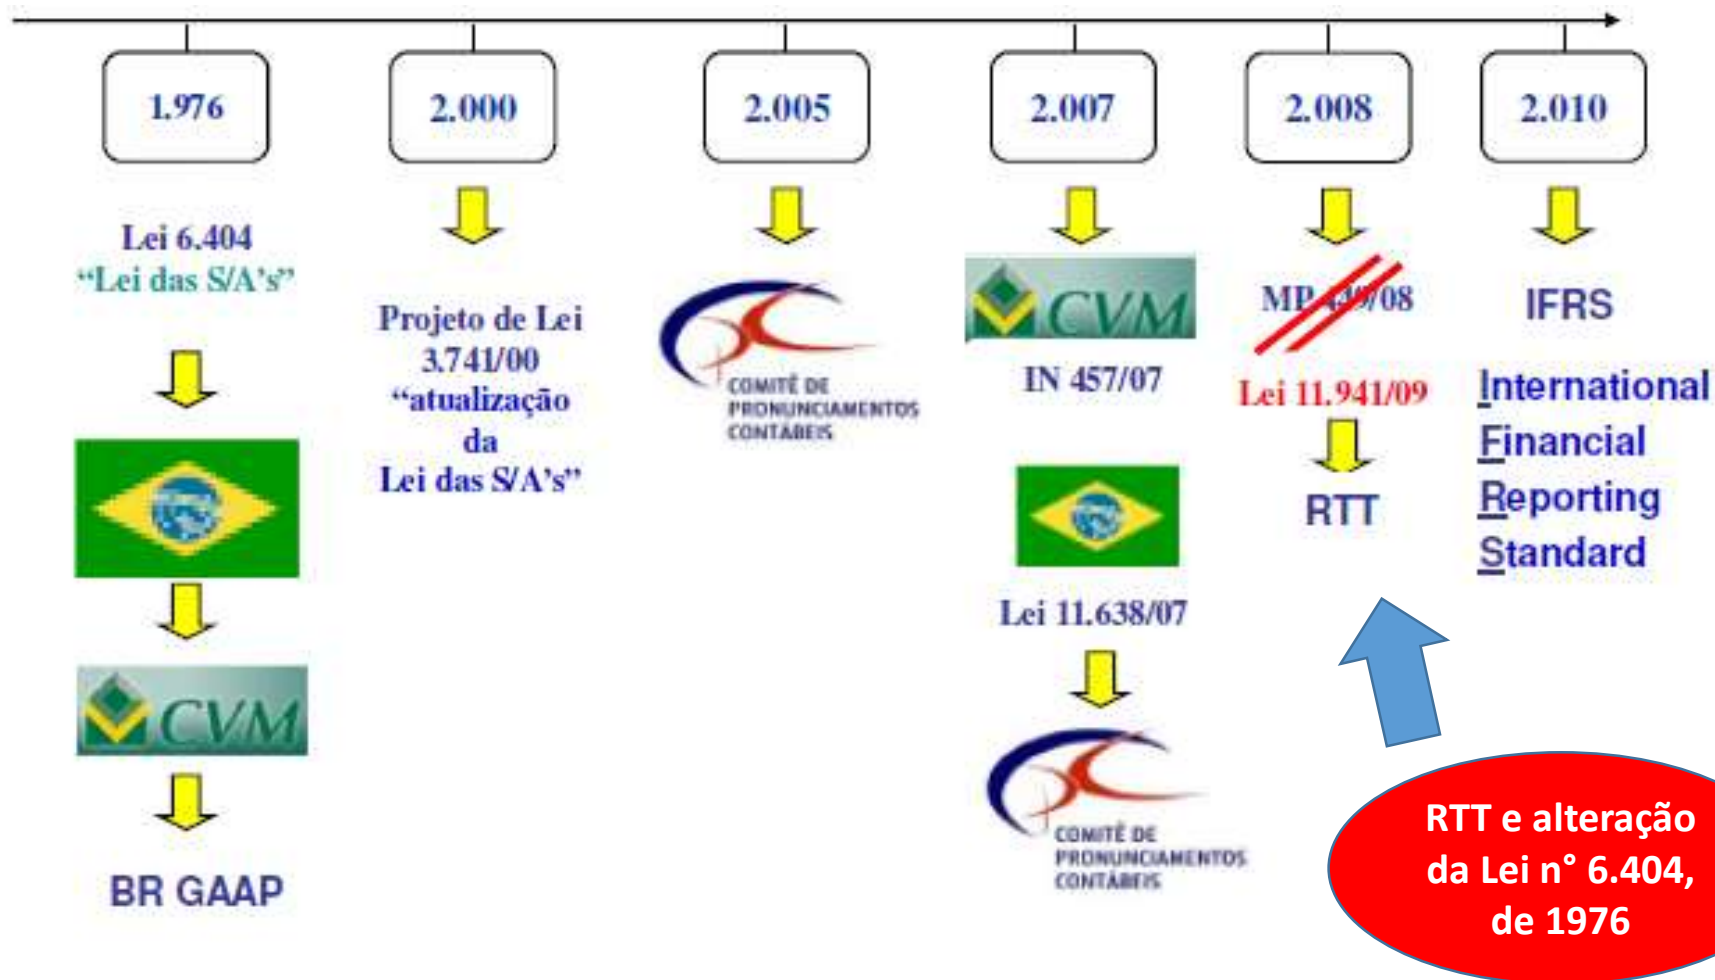 1.976
2.000
2.005
2.007
2.008
2.010
Lei 6.404
“Lei das S/A’s”
CVM
BR GAAP
Projeto de Lei
3.741/00
“atualização
da
Lei das S/A’s”
COMITÊ DE
PRONUNCIAMENTOS
CONTÁBEIS
CVM
IN 457/07
Lei 11.638/07
COMITÊ DE
PRONUNCIAMENTOS
CONTÁBEIS
MP 449/08
Lei 11.941/09
RTT
IFRS
International
Financial
Reporting
Standard
RTT e alteração
da Lei n° 6.404,
de 1976